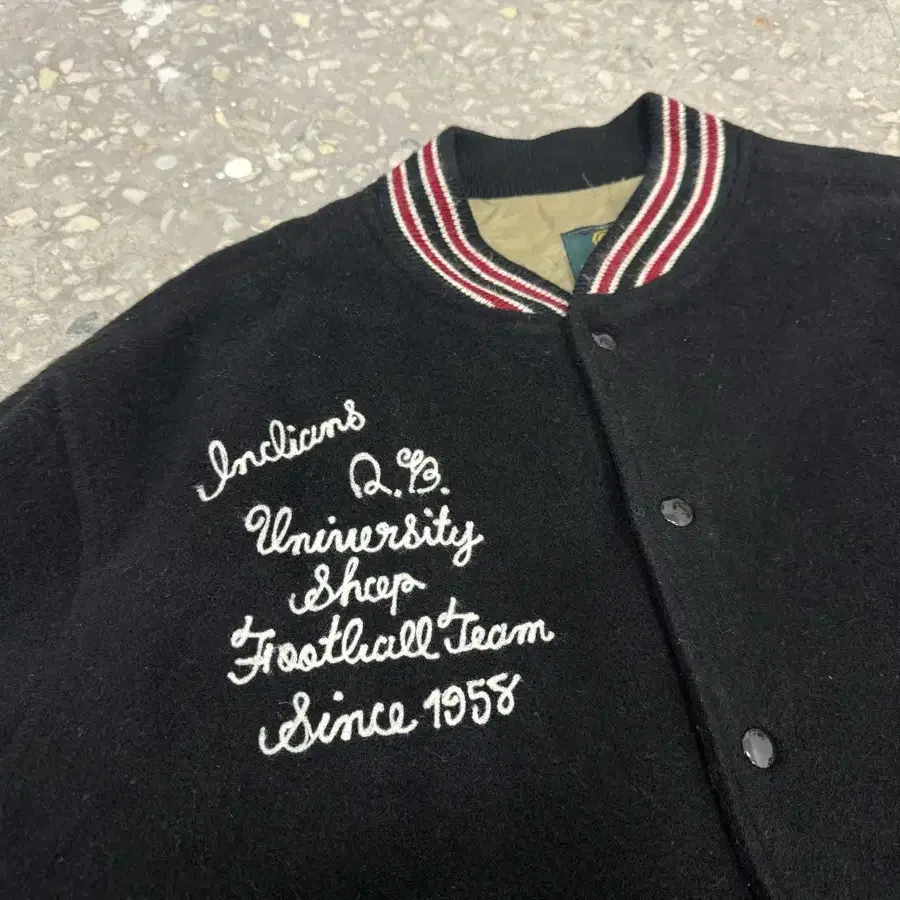 Indians
Q.B.
University
Shop
Football Team
Since 1958